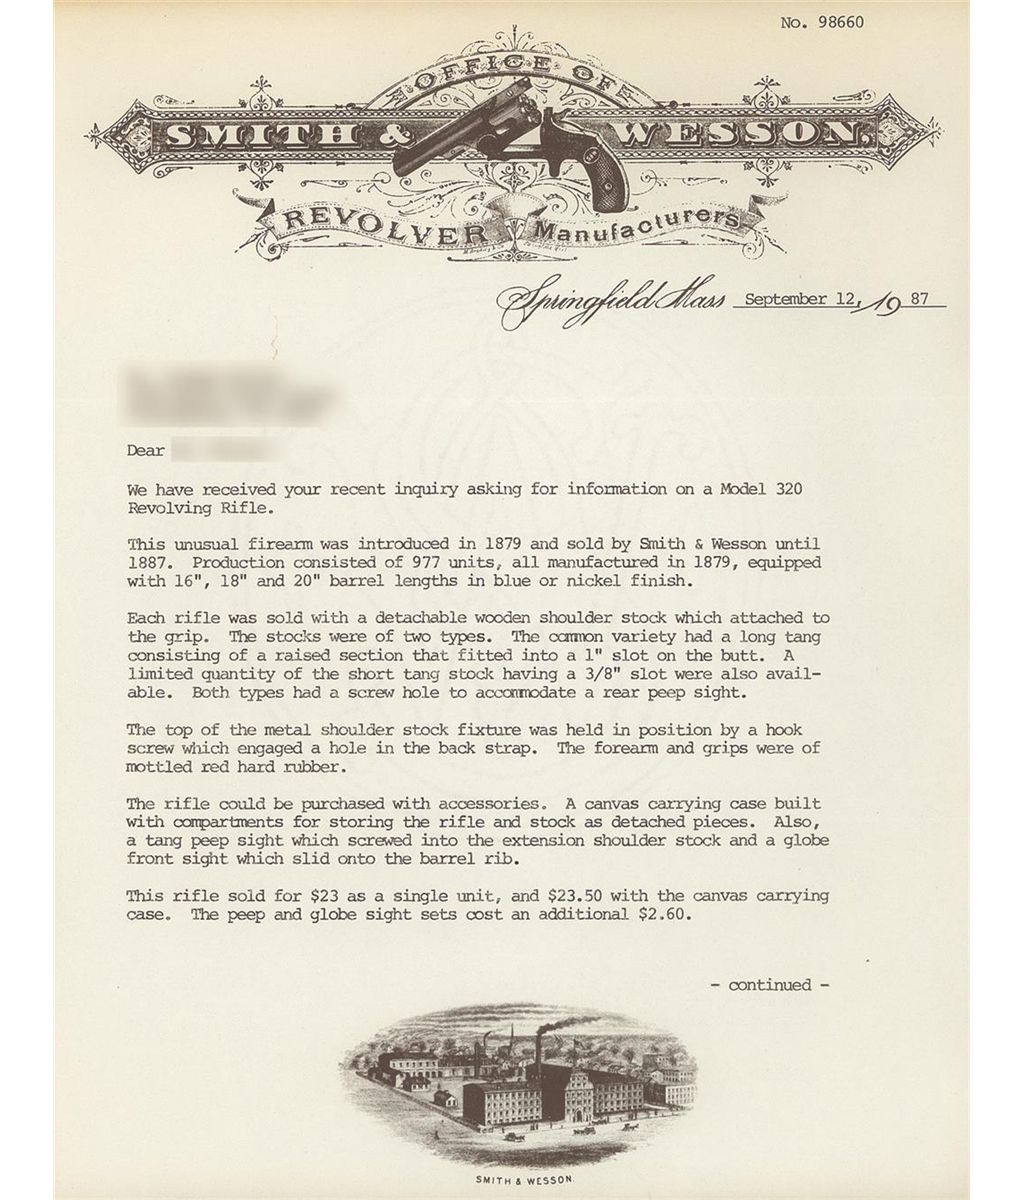 No. 98660
OFFICE OF
SMITH & WESSON,
REVOLVER Manufacturers
Springfield Mass September 12, 1987
Dear
We have received your recent inquiry asking for information on a Model 320
Revolving Rifle.
This unusual firearm was introduced in 1879 and sold by Smith & Wesson until
1887. Production consisted of 977 units, all manufactured in 1879, equipped
with 16", 18" and 20" barrel lengths in blue or nickel finish.
Each rifle was sold with a detachable wooden shoulder stock which attached to
the grip. The stocks were of two types. The common variety had a long tang
consisting of a raised section that fitted into a 1" slot on the butt. A
limited quantity of the short tang stock having a 3/8" slot were also avail-
able. Both types had a screw hole to accommodate a rear peep sight.
The top of the metal shoulder stock fixture was held in position by a hook
screw which engaged a hole in the back strap. The forearm and grips were of
mottled red hard rubber.
The rifle could be purchased with accessories. A canvas carrying case built
with compartments for storing the rifle and stock as detached pieces. Also,
a tang peep sight which screwed into the extension shoulder stock and a globe
front sight which slid onto the barrel rib.
This rifle sold for $23 as a single unit, and $23.50 with the canvas carrying
case. The peep and globe sight sets cost an additional $2.60.
- continued -
SMITH & WESSON.